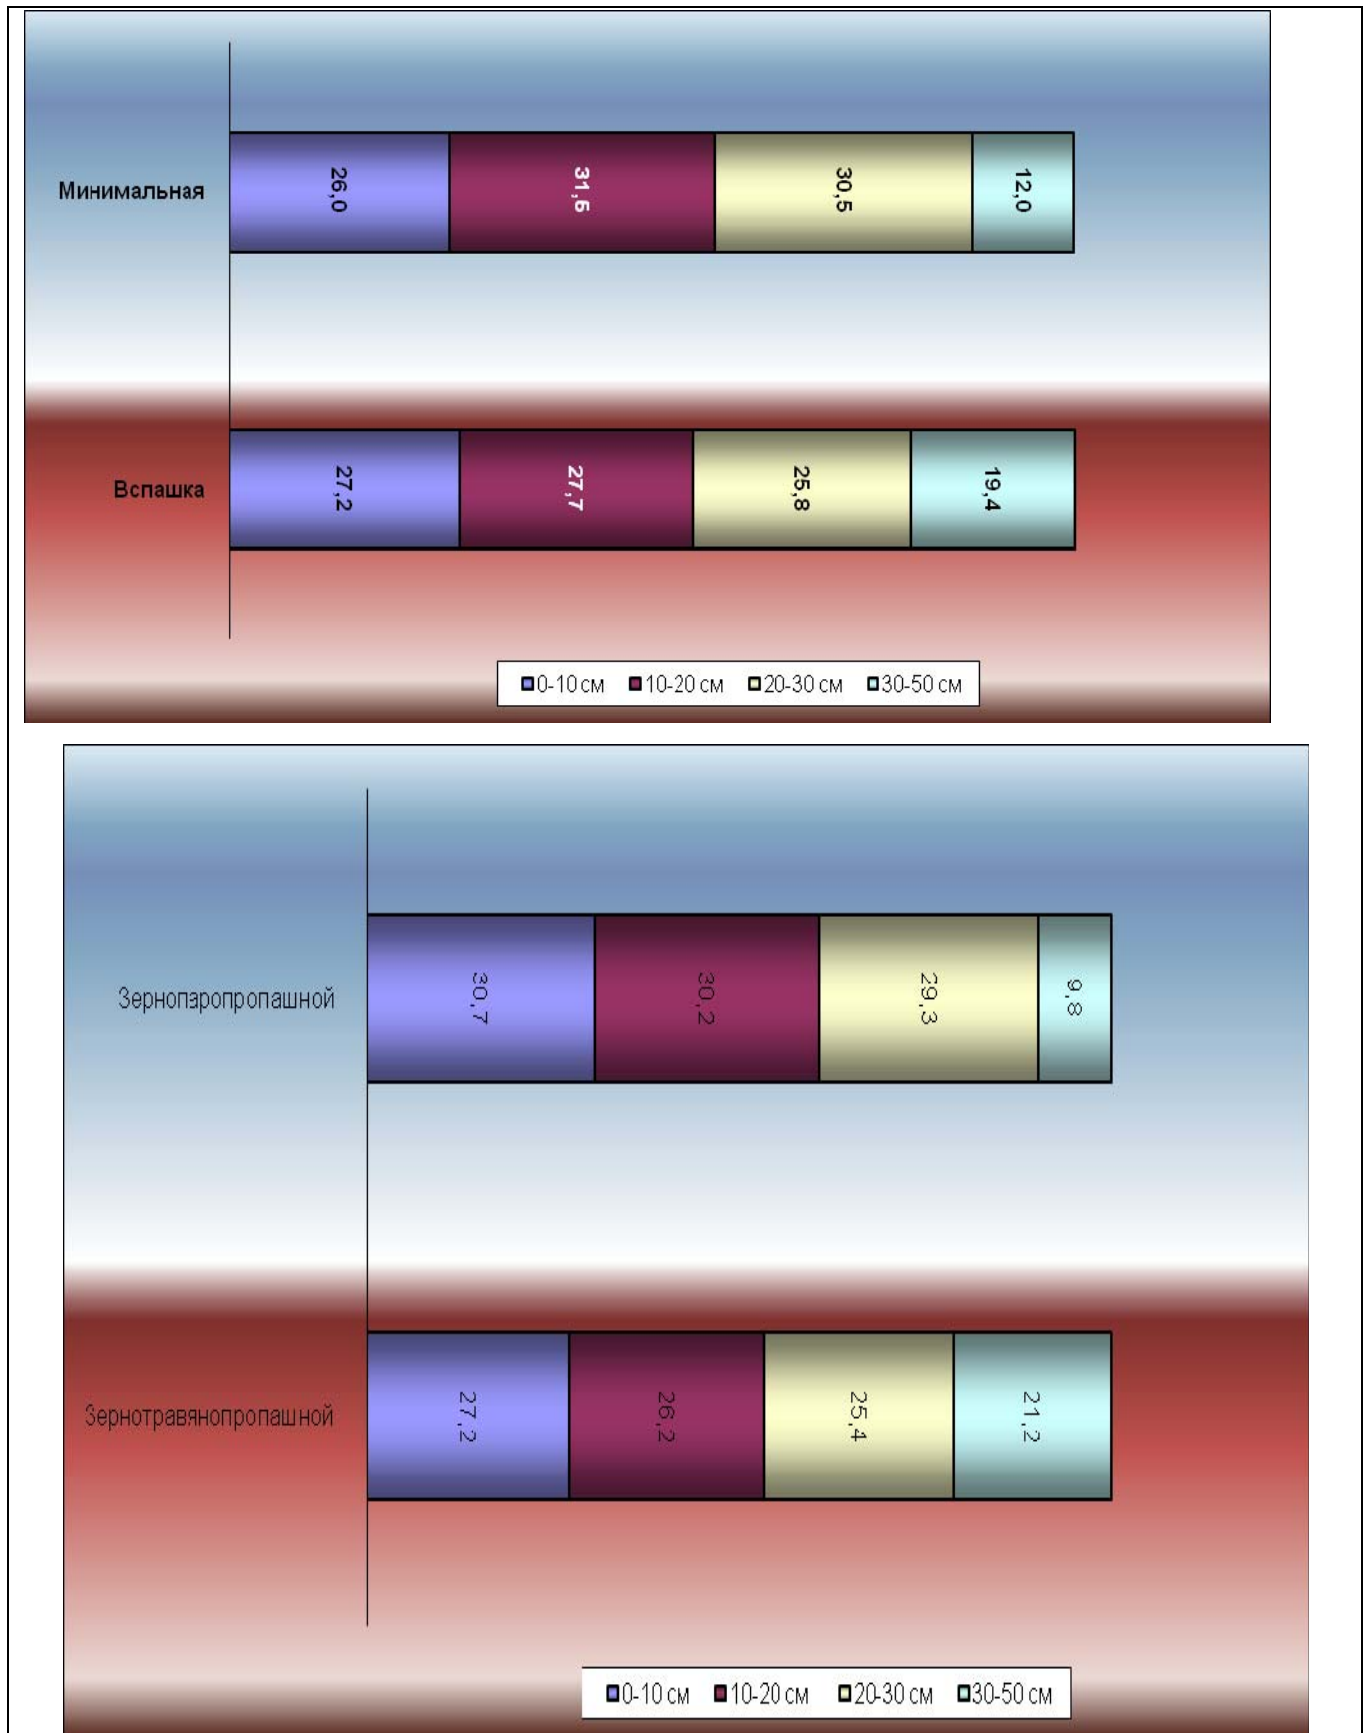 Минимальная 26,0 31,5 30,5 12,0
Вспашка 27,2 27,7 25,8 19,4
0-10 см 10-20 см 20-30 см 30-50 см
Зернопаропропашной 30,7 30,2 29,3 9,8
Зернотравянопропашной 27,2 26,2 25,4 21,2
0-10 см 10-20 см 20-30 см 30-50 см